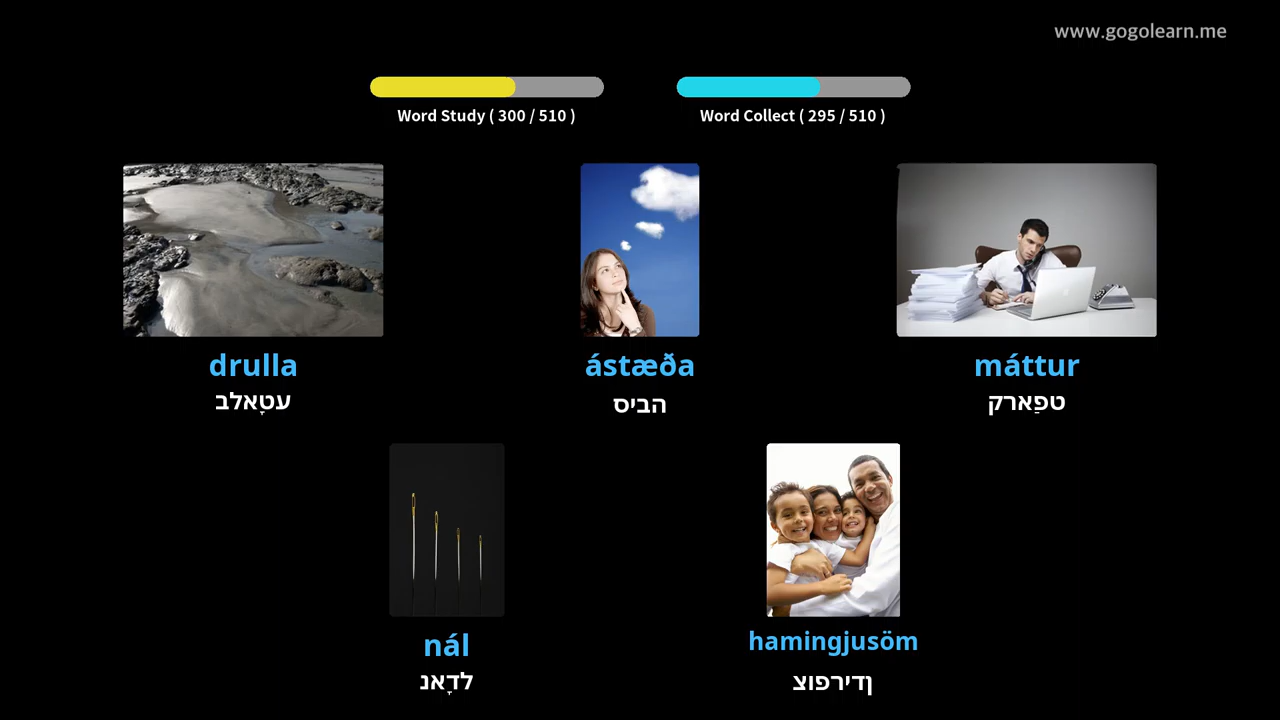 www.gogolearn.me
Word Study ( 300 / 510 )
Word Collect ( 295 / 510 )
drulla
עטָאלב
ástæða
הביס
máttur
טפַארק
nál
לדָאנ
hamingjusöm
ןדירפוצ